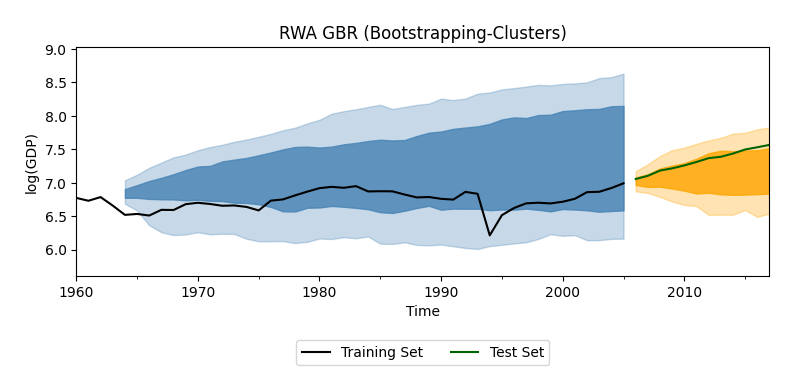 RWA GBR (Bootstrapping-Clusters)
9.0
8.5
8.0
7.5
7.0
6.5
6.0
log(GDP)
1960 1970 1980 1990 2000 2010
Time
Training Set Test Set